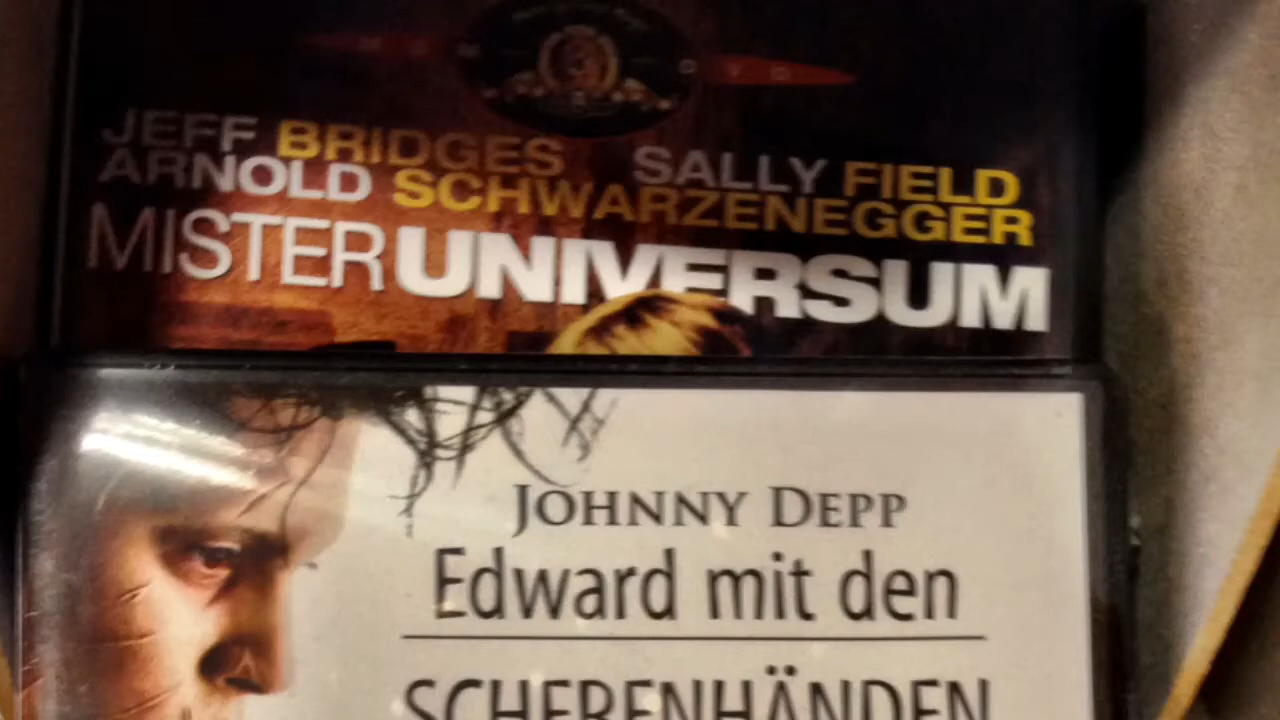 JEFF BRIDGES SALLY FIELD
ARNOLD SCHWARZENEGGER
MISTER UNIVERSUM
JOHNNY DEPP
Edward mit den
SCHERENHÄNDEN